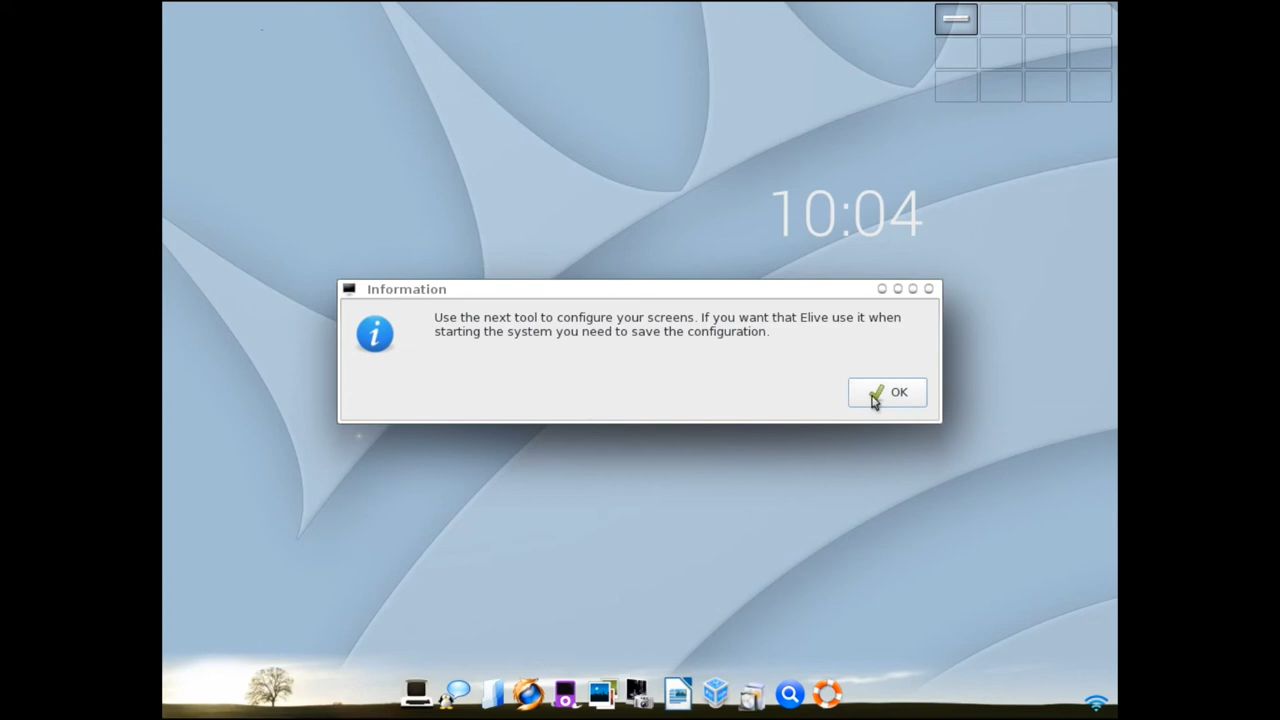 10:04
Information
Use the next tool to configure your screens. If you want that Elive use it when
starting the system you need to save the configuration.
OK